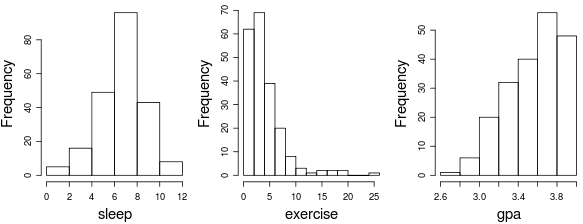 Frequency
0 20 40 60 80
0 2 4 6 8 10 12
sleep
Frequency
0 10 20 30 40 50 60 70
0 5 10 15 20 25
exercise
Frequency
0 10 20 30 40 50
2.6 3.0 3.4 3.8
gpa